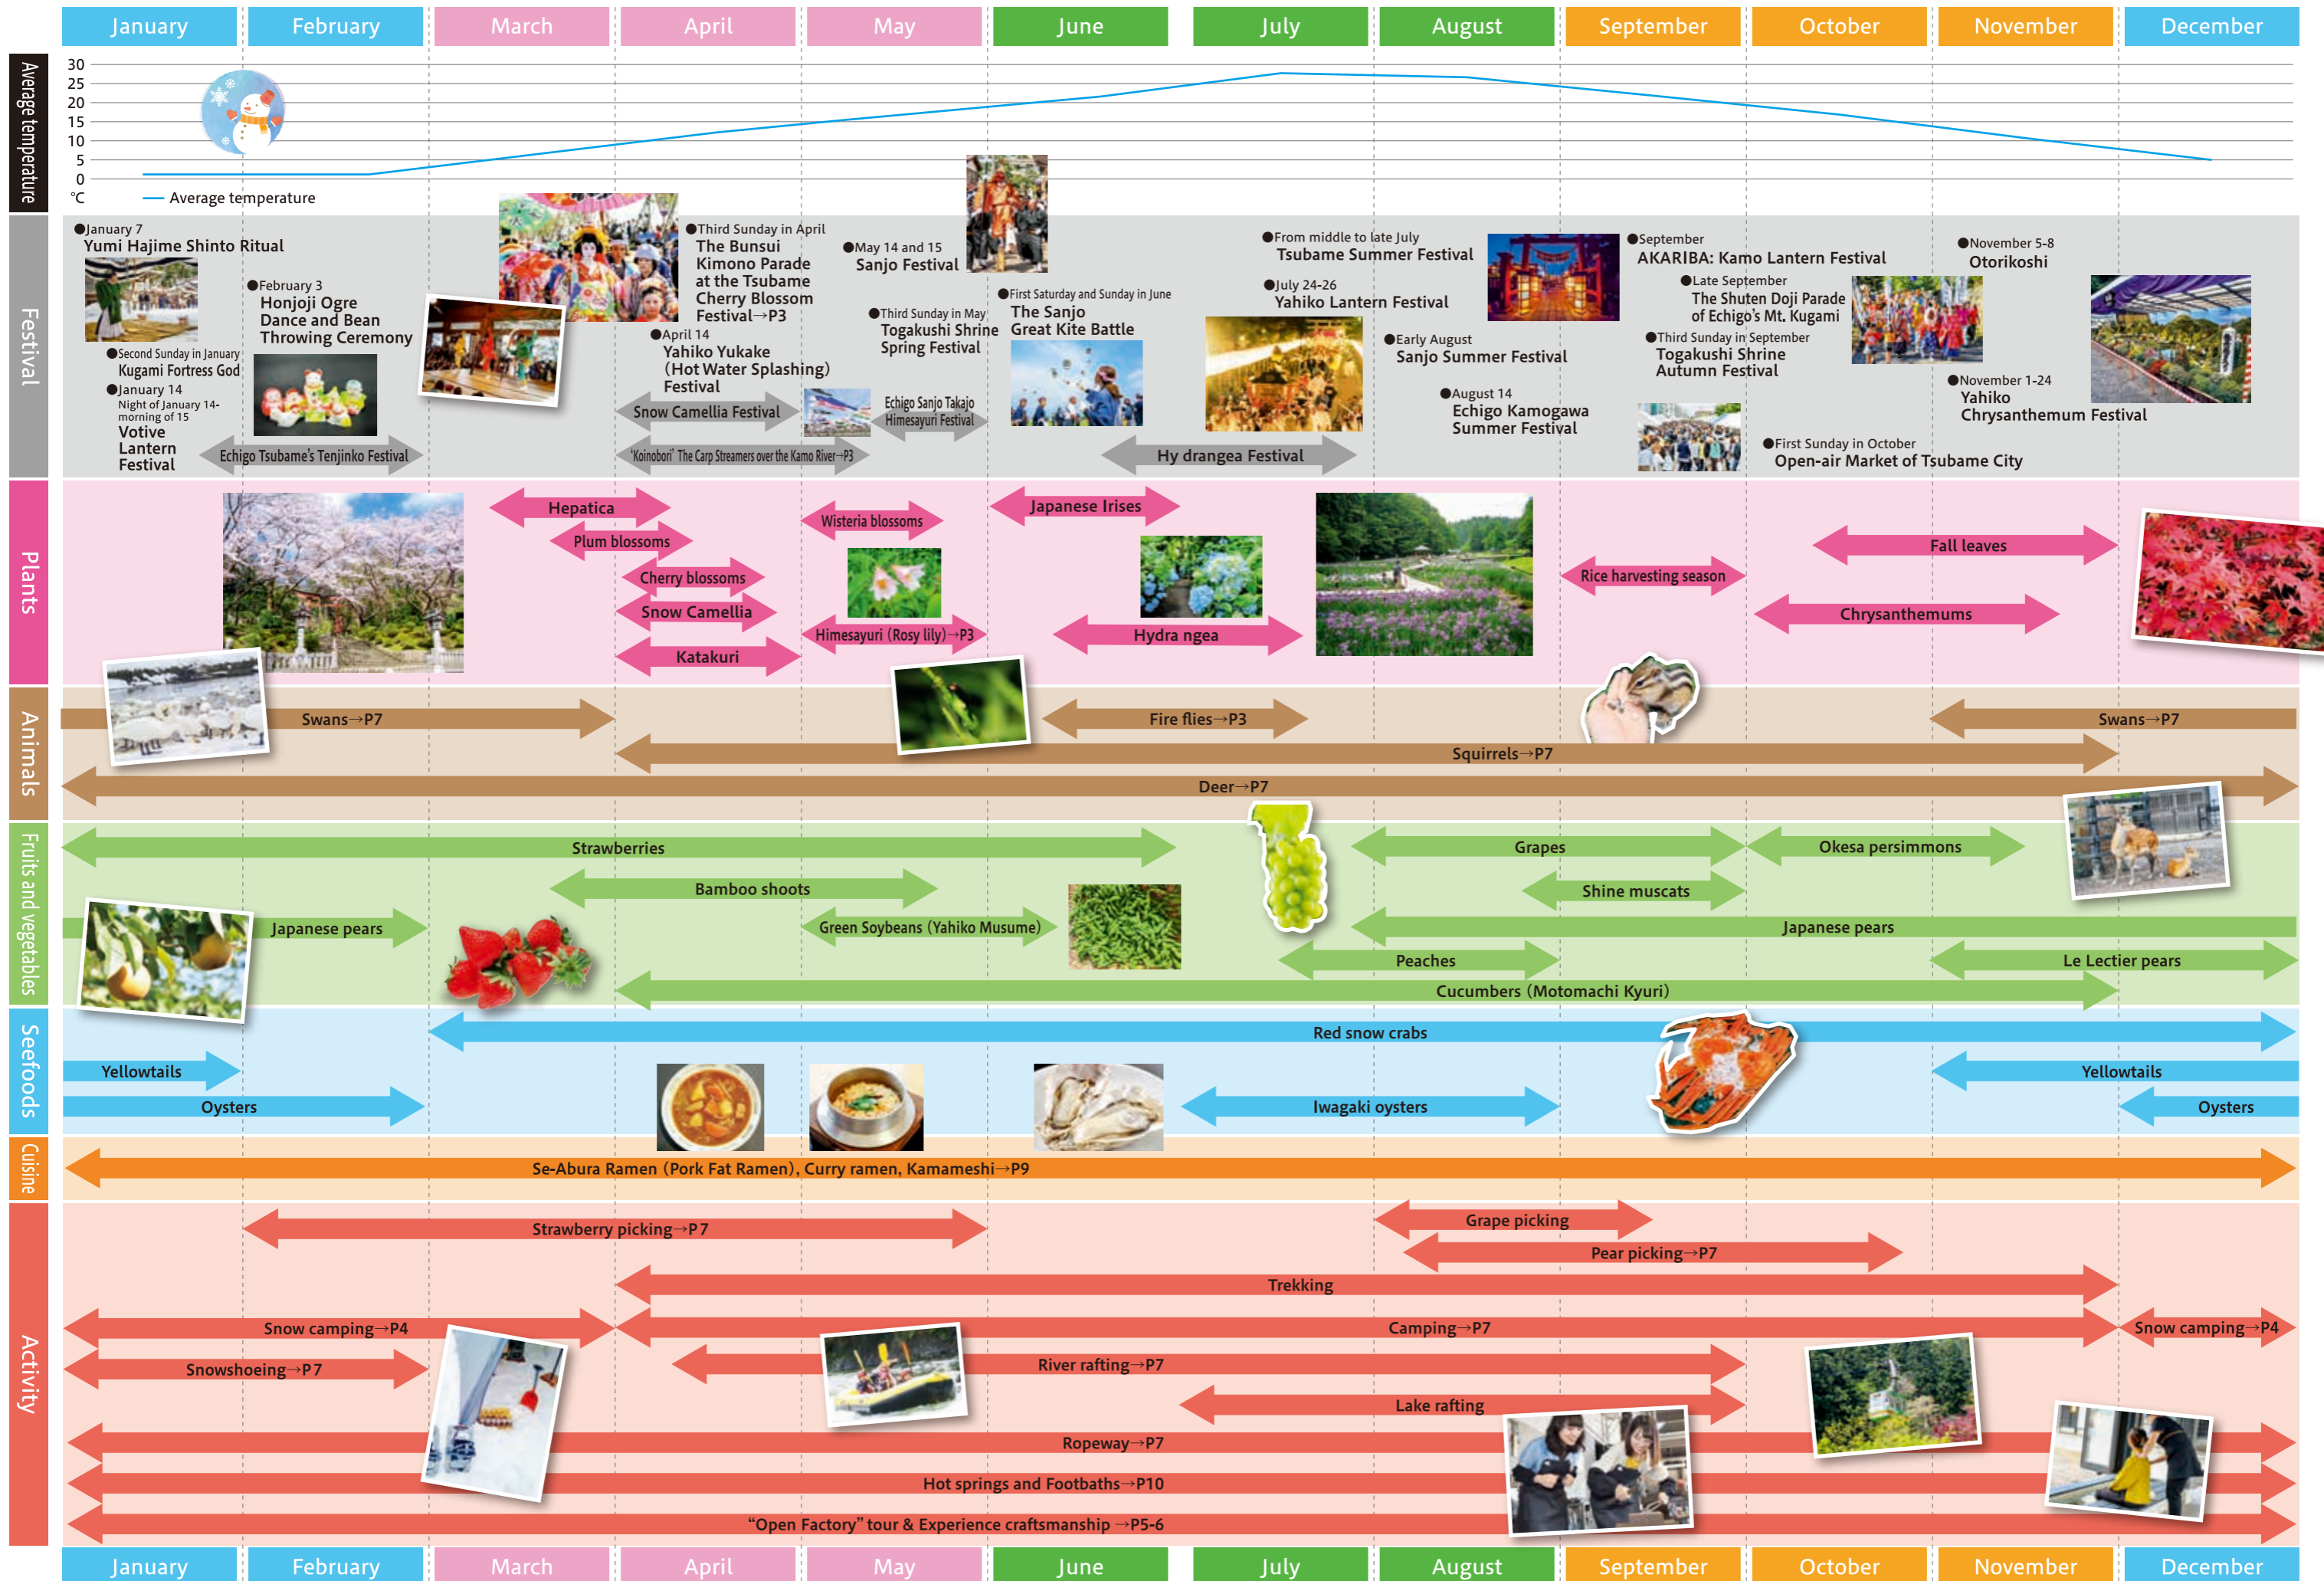 January February March April May June July August September October November December
Average temperature
30
25
20
15
10
5
0
°C
Average temperature
Festival
●January 7
Yumi Hajime Shinto Ritual
●Second Sunday in January
Kugami Fortress God
●January 14
Night of January 14-
morning of 15
Votive
Lantern
Festival
●February 3
Honjoji Ogre
Dance and Bean
Throwing Ceremony
Echigo Tsubame's Tenjinko Festival
●Third Sunday in April
The Bunsui
Kimono Parade
at the Tsubame
Cherry Blossom
Festival→P3
●April 14
Yahiko Yukake
(Hot Water Splashing)
Festival
Snow Camellia Festival
'Koinobori' The Carp Streamers over the Kamo River→P3
●May 14 and 15
Sanjo Festival
●Third Sunday in May
Togakushi Shrine
Spring Festival
Echigo Sanjo Takajo
Himesayuri Festival
●First Saturday and Sunday in June
The Sanjo
Great Kite Battle
Hy drangea Festival
●From middle to late July
Tsubame Summer Festival
●July 24-26
Yahiko Lantern Festival
●Early August
Sanjo Summer Festival
●August 14
Echigo Kamogawa
Summer Festival
●September
AKARIBA: Kamo Lantern Festival
●Late September
The Shuten Doji Parade
of Echigo's Mt. Kugami
●Third Sunday in September
Togakushi Shrine
Autumn Festival
●First Sunday in October
Open-air Market of Tsubame City
●November 5-8
Otorikoshi
●November 1-24
Yahiko
Chrysanthemum Festival
Plants
Hepatica
Plum blossoms
Cherry blossoms
Snow Camellia
Katakuri
Wisteria blossoms
Himesayuri (Rosy lily)→P3
Japanese Irises
Hydra ngea
Rice harvesting season
Fall leaves
Chrysanthemums
Animals
Swans→P7
Fire flies→P3
Swans→P7
Squirrels→P7
Deer→P7
Fruits and vegetables
Strawberries
Grapes
Okesa persimmons
Bamboo shoots
Shine muscats
Japanese pears
Green Soybeans (Yahiko Musume)
Japanese pears
Peaches
Le Lectier pears
Cucumbers (Motomachi Kyuri)
Seefoods
Red snow crabs
Yellowtails
Yellowtails
Oysters
Iwagaki oysters
Oysters
Cuisine
Se-Abura Ramen (Pork Fat Ramen), Curry ramen, Kamameshi→P9
Activity
Strawberry picking→P7
Grape picking
Pear picking→P7
Trekking
Snow camping→P4
Camping→P7
Snow camping→P4
Snowshoeing→P7
River rafting→P7
Lake rafting
Ropeway→P7
Hot springs and Footbaths→P10
"Open Factory" tour & Experience craftsmanship →P5-6
January February March April May June July August September October November December